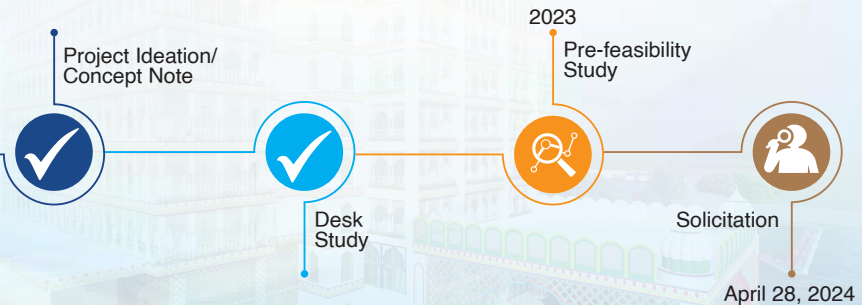 Project Ideation/
Concept Note
Desk
Study
2023
Pre-feasibility
Study
Solicitation
April 28, 2024